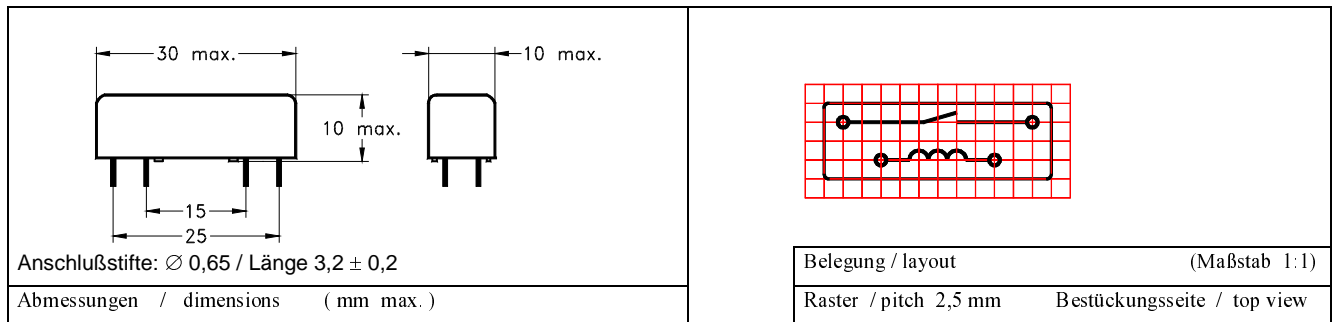 30 max.
10 max.
10 max.
15
25
Anschlußstifte: ∅ 0,65 / Länge 3,2 ± 0,2
Abmessungen / dimensions ( mm max. )
Belegung / layout (Maßstab 1:1)
Raster / pitch 2,5 mm Bestückungsseite / top view